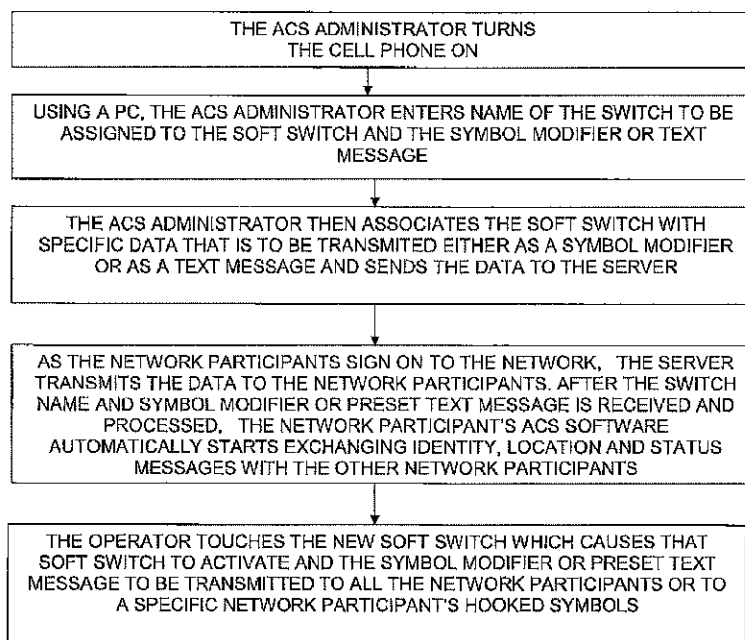 THE ACS ADMINISTRATOR TURNS
THE CELL PHONE ON
USING A PC, THE ACS ADMINISTRATOR ENTERS NAME OF THE SWITCH TO BE
ASSIGNED TO THE SOFT SWITCH AND THE SYMBOL MODIFIER OR TEXT
MESSAGE
THE ACS ADMINISTRATOR THEN ASSOCIATES THE SOFT SWITCH WITH
SPECIFIC DATA THAT IS TO BE TRANSMITED EITHER AS A SYMBOL MODIFIER
OR AS A TEXT MESSAGE AND SENDS THE DATA TO THE SERVER
AS THE NETWORK PARTICIPANTS SIGN ON TO THE NETWORK, THE SERVER
TRANSMITS THE DATA TO THE NETWORK PARTICIPANTS. AFTER THE SWITCH
NAME AND SYMBOL MODIFIER OR PRESET TEXT MESSAGE IS RECEIVED AND
PROCESSED, THE NETWORK PARTICIPANT'S ACS SOFTWARE
AUTOMATICALLY STARTS EXCHANGING IDENTITY, LOCATION AND STATUS
MESSAGES WITH THE OTHER NETWORK PARTICIPANTS
THE OPERATOR TOUCHES THE NEW SOFT SWITCH WHICH CAUSES THAT
SOFT SWITCH TO ACTIVATE AND THE SYMBOL MODIFIER OR PRESET TEXT
MESSAGE TO BE TRANSMITTED TO ALL THE NETWORK PARTICIPANTS OR TO
A SPECIFIC NETWORK PARTICIPANT'S HOOKED SYMBOLS